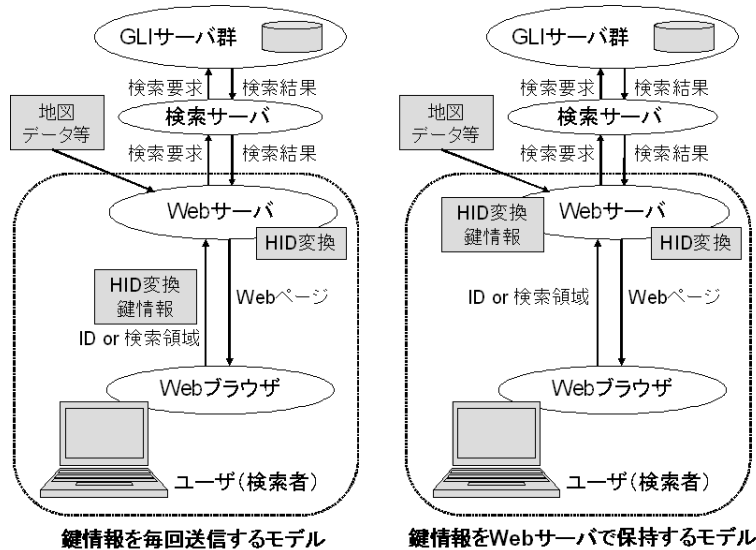 GLIサーバ群
検索要求
検索結果
地図
データ等
検索サーバ
検索要求
検索結果
Webサーバ
HID変換
HID変換
鍵情報
ID or 検索領域
Webページ
Webブラウザ
ユーザ(検索者)
鍵情報を毎回送信するモデル
GLIサーバ群
検索要求
検索結果
地図
データ等
検索サーバ
検索要求
検索結果
HID変換
鍵情報
Webサーバ
HID変換
ID or 検索領域
Webページ
Webブラウザ
ユーザ(検索者)
鍵情報をWebサーバで保持するモデル